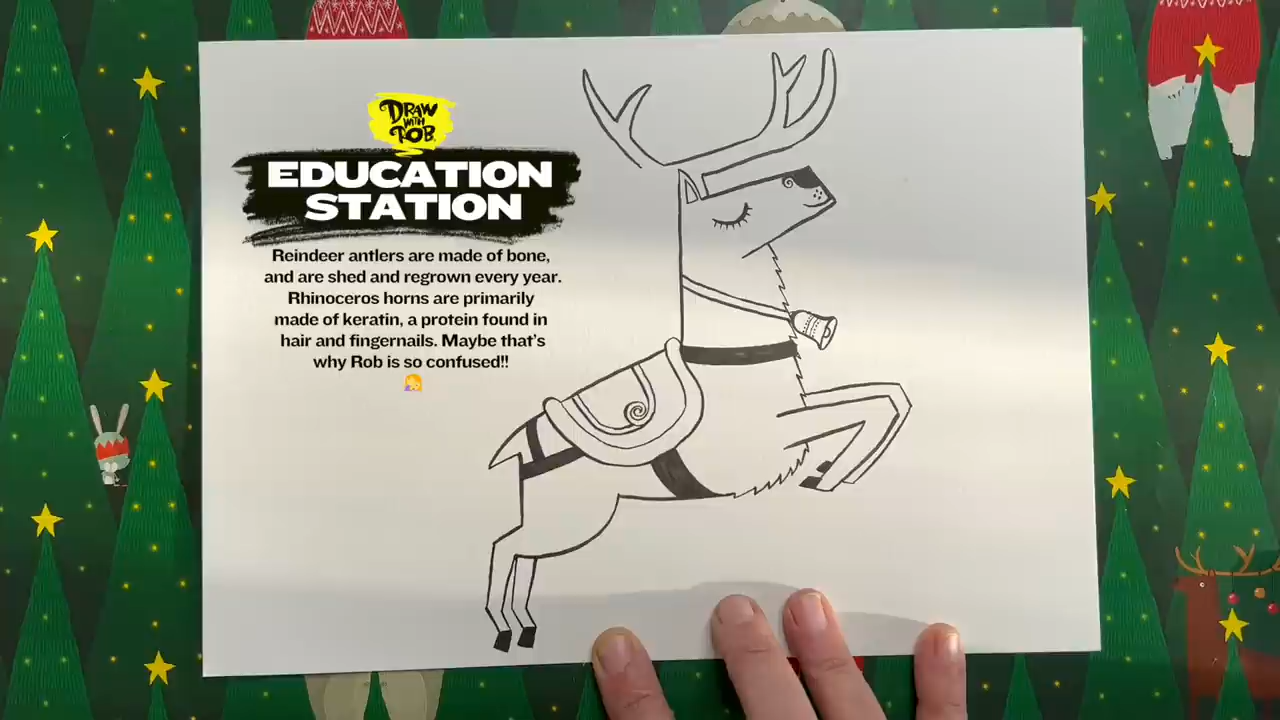 DRAW
WITH
ROB
EDUCATION
STATION
Reindeer antlers are made of bone,
and are shed and regrown every year.
Rhinoceros horns are primarily
made of keratin, a protein found in
hair and fingernails. Maybe that's
why Rob is so confused!!